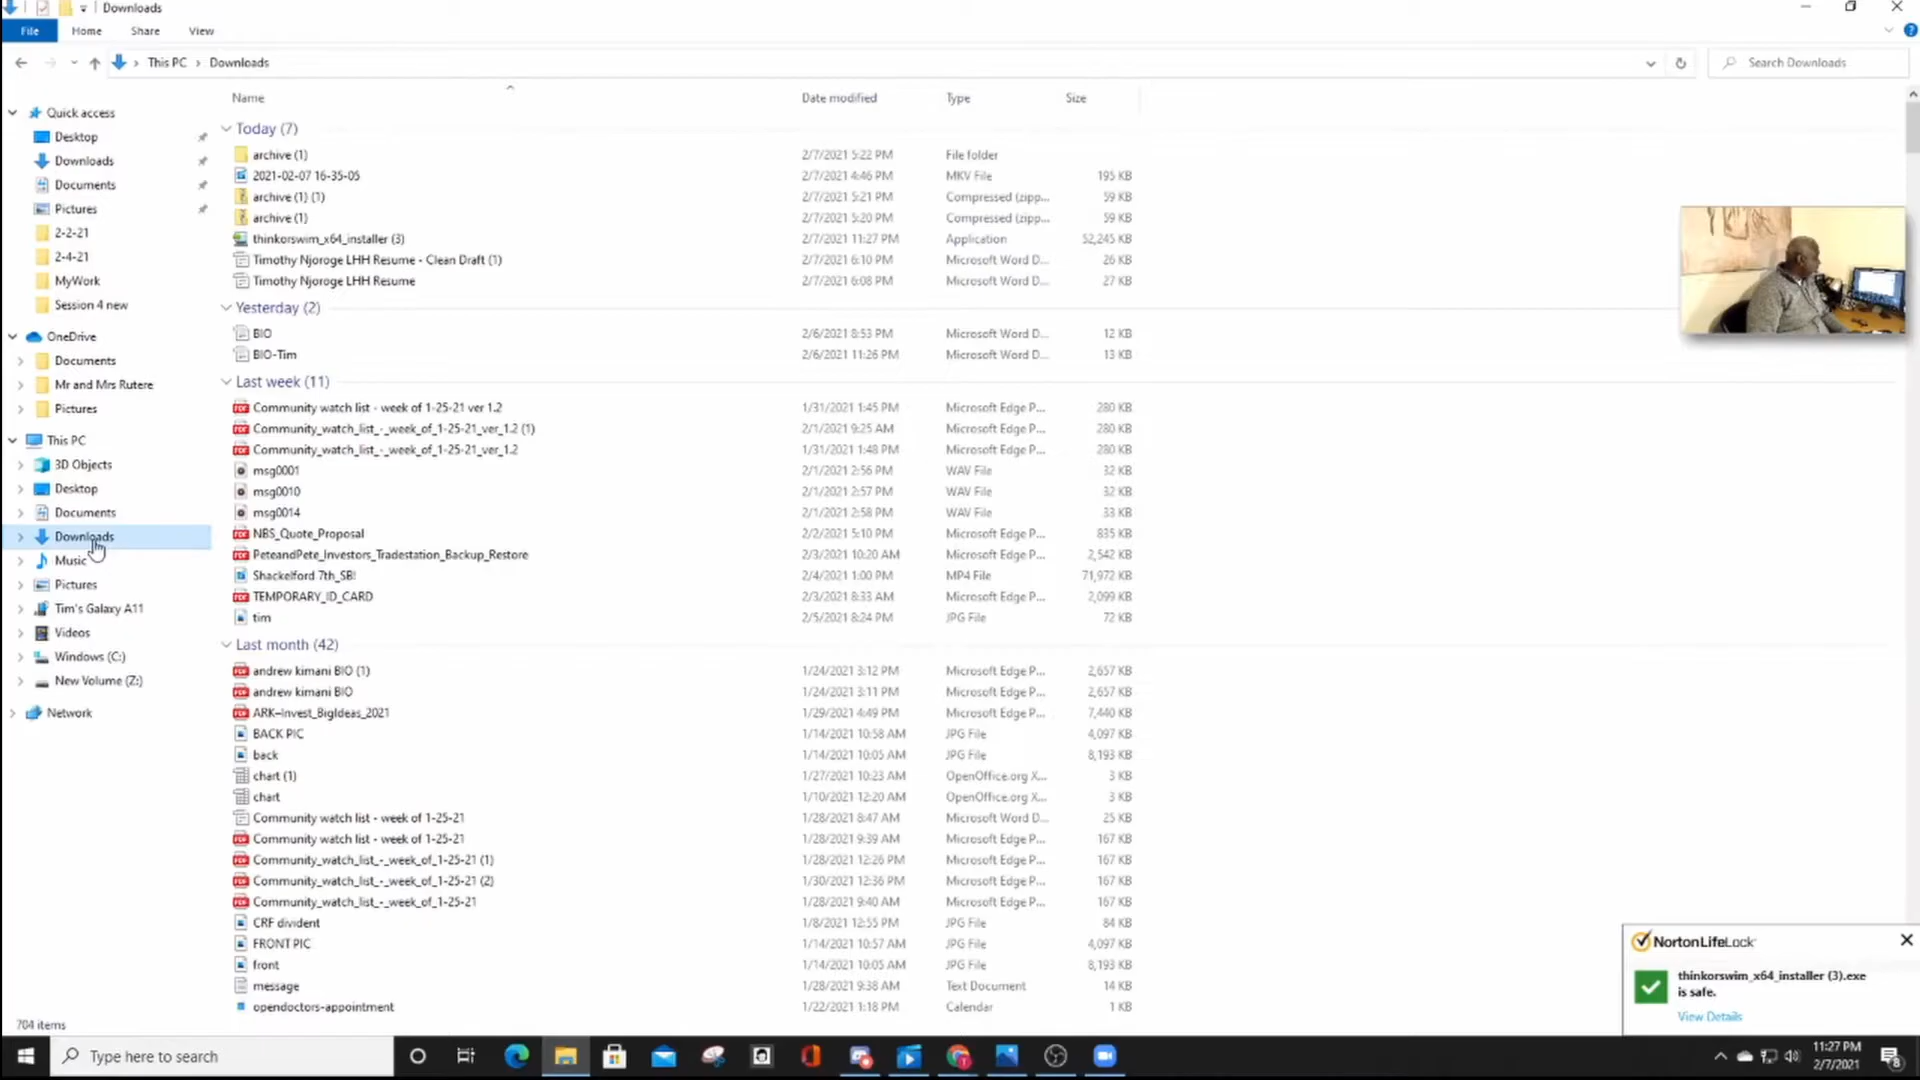 Downloads
File Home Share View
This PC > Downloads
Search Downloads
Name Date modified Type Size
Quick access
Desktop
Downloads
Documents
Pictures
2-2-21
2-4-21
MyWork
Session 4 new
OneDrive
Documents
Mr and Mrs Rutere
Pictures
This PC
3D Objects
Desktop
Documents
Downloads
Music
Pictures
Tim's Galaxy A11
Videos
Windows (C:)
New Volume (Z:)
Network
Today (7)
archive (1) 2/7/2021 5:22 PM File folder
2021-02-07 16-35-05 2/7/2021 4:46 PM MKV File 195 KB
archive (1) (1) 2/7/2021 5:21 PM Compressed (zipp... 59 KB
archive (1) 2/7/2021 5:20 PM Compressed (zipp... 59 KB
thinkorswim_x64_installer (3) 2/7/2021 11:27 PM Application 52,245 KB
Timothy Njoroge LHH Resume - Clean Draft (1) 2/7/2021 6:10 PM Microsoft Word D... 26 KB
Timothy Njoroge LHH Resume 2/7/2021 6:08 PM Microsoft Word D... 27 KB
Yesterday (2)
BIO 2/6/2021 8:53 PM Microsoft Word D... 12 KB
BIO-Tim 2/6/2021 11:26 PM Microsoft Word D... 13 KB
Last week (11)
Community watch list - week of 1-25-21 ver 1.2 1/31/2021 1:45 PM Microsoft Edge P... 280 KB
Community_watch_list_-_week_of_1-25-21_ver_1.2 (1) 2/1/2021 9:25 AM Microsoft Edge P... 280 KB
Community_watch_list_-_week_of_1-25-21_ver_1.2 1/31/2021 1:48 PM Microsoft Edge P... 280 KB
msg0001 2/1/2021 2:56 PM WAV File 32 KB
msg0010 2/1/2021 2:57 PM WAV File 32 KB
msg0014 2/1/2021 2:58 PM WAV File 33 KB
NBS_Quote_Proposal 2/2/2021 5:10 PM Microsoft Edge P... 835 KB
PeteandPete_Investors_Tradestation_Backup_Restore 2/3/2021 10:20 AM Microsoft Edge P... 2,542 KB
Shackelford 7th_SB! 2/4/2021 1:00 PM MP4 File 71,972 KB
TEMPORARY_ID_CARD 2/3/2021 8:33 AM Microsoft Edge P... 2,099 KB
tim 2/5/2021 8:24 PM JPG File 72 KB
Last month (42)
andrew kimani BIO (1) 1/24/2021 3:12 PM Microsoft Edge P... 2,657 KB
andrew kimani BIO 1/24/2021 3:11 PM Microsoft Edge P... 2,657 KB
ARK–Invest_BigIdeas_2021 1/29/2021 4:49 PM Microsoft Edge P... 7,440 KB
BACK PIC 1/14/2021 10:58 AM JPG File 4,097 KB
back 1/14/2021 10:05 AM JPG File 8,193 KB
chart (1) 1/27/2021 10:23 AM OpenOffice.org X... 3 KB
chart 1/10/2021 12:20 AM OpenOffice.org X... 3 KB
Community watch list - week of 1-25-21 1/28/2021 8:47 AM Microsoft Word D... 25 KB
Community watch list - week of 1-25-21 1/28/2021 9:39 AM Microsoft Edge P... 167 KB
Community_watch_list_-_week_of_1-25-21 (1) 1/28/2021 12:26 PM Microsoft Edge P... 167 KB
Community_watch_list_-_week_of_1-25-21 (2) 1/30/2021 12:36 PM Microsoft Edge P... 167 KB
Community_watch_list_-_week_of_1-25-21 1/28/2021 9:40 AM Microsoft Edge P... 167 KB
CRF divident 1/8/2021 12:55 PM JPG File 84 KB
FRONT PIC 1/14/2021 10:57 AM JPG File 4,097 KB
front 1/14/2021 10:05 AM JPG File 8,193 KB
message 1/28/2021 9:38 AM Text Document 14 KB
opendoctors-appointment 1/22/2021 1:18 PM Calendar 1 KB
NortonLifeLock
thinkorswim_x64_installer (3).exe
is safe.
View Details
704 items
Type here to search
11:27 PM
2/7/2021
8